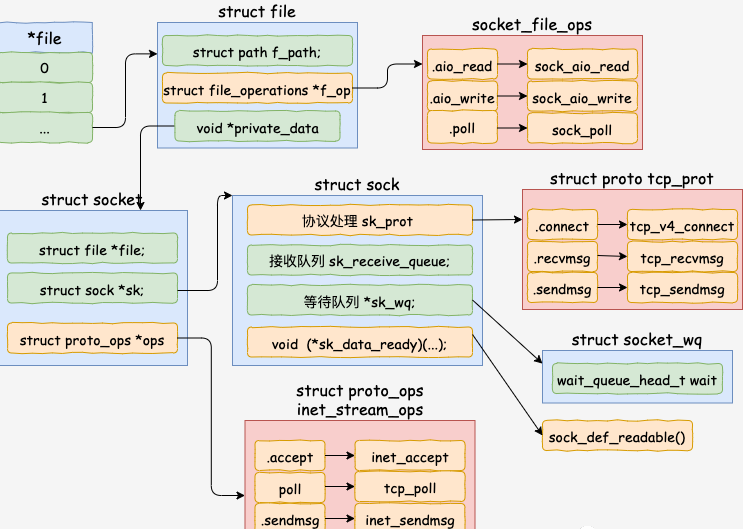 *file
0
1
...
struct file
struct path f_path;
struct file_operations *f_op
void *private_data
socket_file_ops
.aio_read
sock_aio_read
.aio_write
sock_aio_write
.poll
sock_poll
struct socket
struct file *file;
struct sock *sk;
struct proto_ops *ops
struct sock
协议处理 sk_prot
接收队列 sk_receive_queue;
等待队列 *sk_wq;
void (*sk_data_ready)(...);
struct proto tcp_prot
.connect
tcp_v4_connect
.recvmsg
tcp_recvmsg
.sendmsg
tcp_sendmsg
struct socket_wq
wait_queue_head_t wait
sock_def_readable()
struct proto_ops
inet_stream_ops
.accept
inet_accept
poll
tcp_poll
.sendmsg
inet_sendmsg